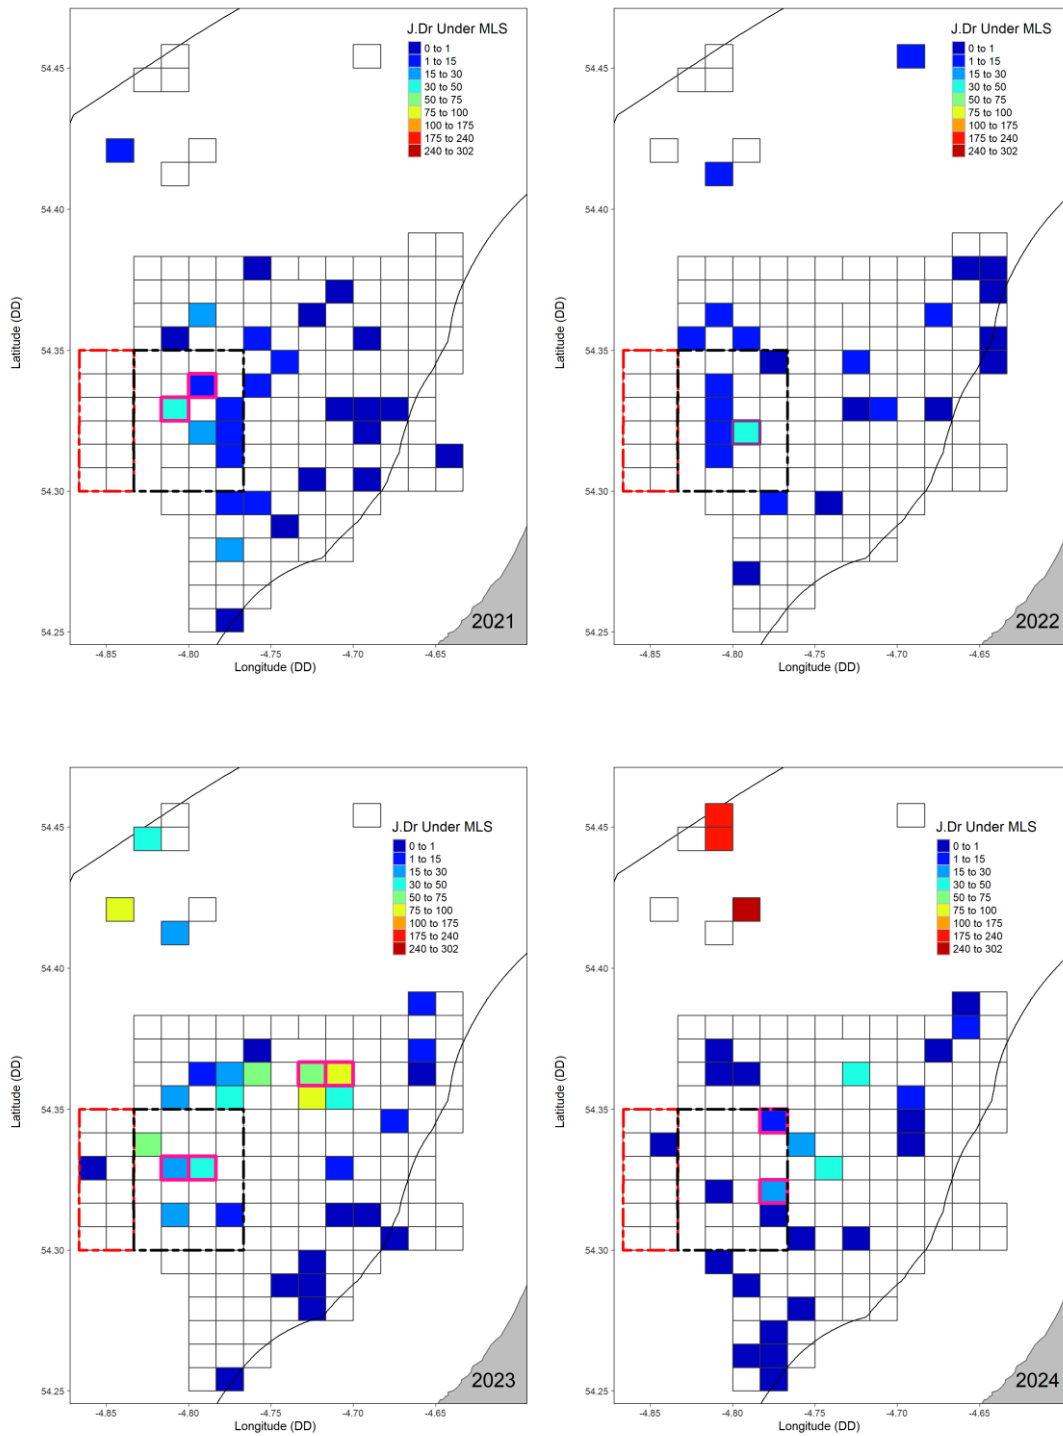 J.Dr Under MLS
0 to 1
1 to 15
15 to 30
30 to 50
50 to 75
75 to 100
100 to 175
175 to 240
240 to 302
54.45
54.40
54.35
54.30
54.25
Latitude (DD)
-4.85
-4.80
-4.75
-4.70
-4.65
Longitude (DD)
2021
J.Dr Under MLS
0 to 1
1 to 15
15 to 30
30 to 50
50 to 75
75 to 100
100 to 175
175 to 240
240 to 302
54.45
54.40
54.35
54.30
54.25
Latitude (DD)
-4.85
-4.80
-4.75
-4.70
-4.65
Longitude (DD)
2022
J.Dr Under MLS
0 to 1
1 to 15
15 to 30
30 to 50
50 to 75
75 to 100
100 to 175
175 to 240
240 to 302
54.45
54.40
54.35
54.30
54.25
Latitude (DD)
-4.85
-4.80
-4.75
-4.70
-4.65
Longitude (DD)
2023
J.Dr Under MLS
0 to 1
1 to 15
15 to 30
30 to 50
50 to 75
75 to 100
100 to 175
175 to 240
240 to 302
54.45
54.40
54.35
54.30
54.25
Latitude (DD)
-4.85
-4.80
-4.75
-4.70
-4.65
Longitude (DD)
2024